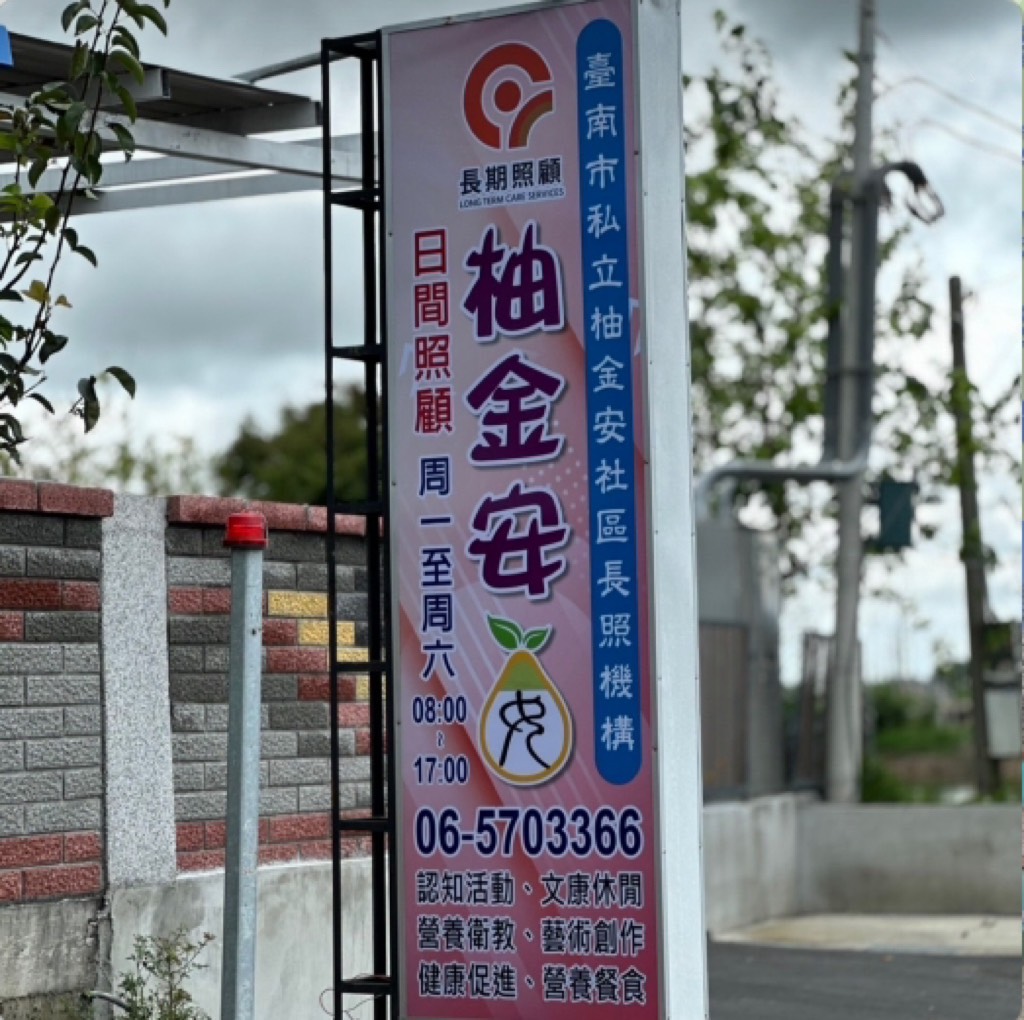 臺南市私立柚金安社區長照機構
長期照顧
LONG TERM CARE SERVICES
柚金安
日間照顧
周一至周六
08:00
~
17:00
安
06-5703366
認知活動、文康休閒
營養衛教、藝術創作
健康促進、營養餐食